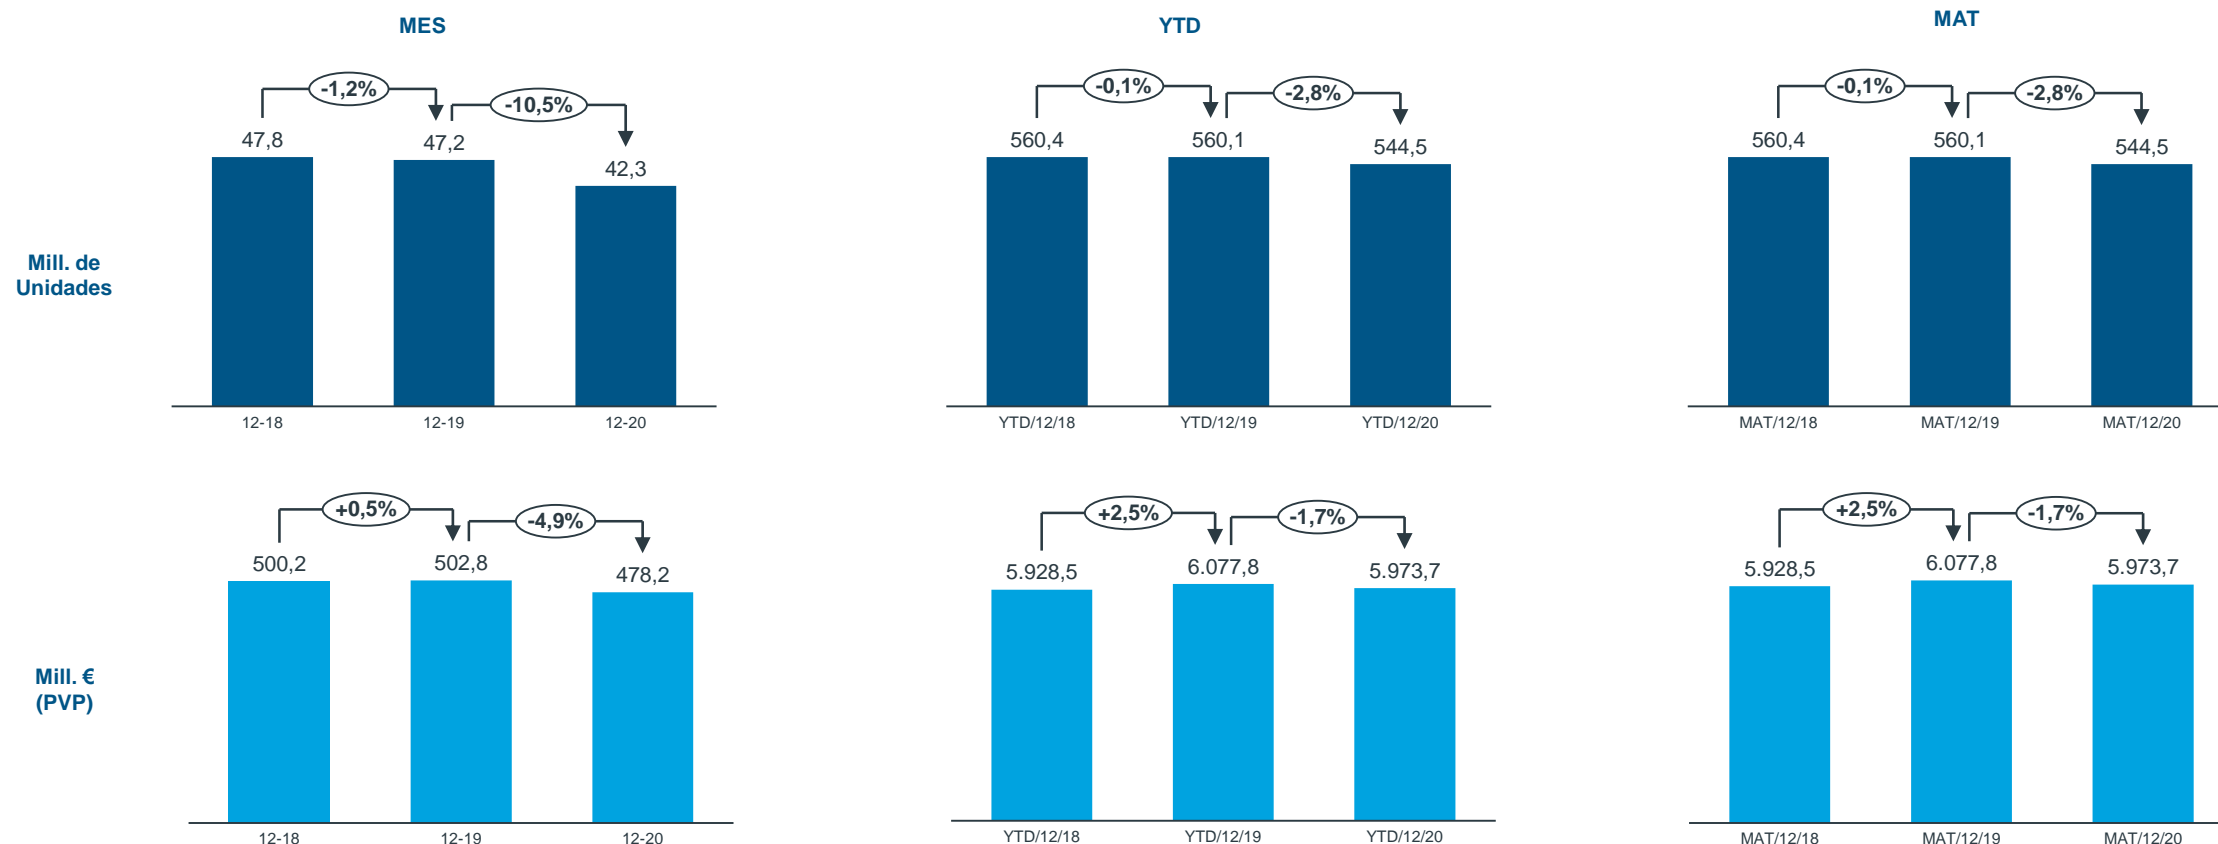 MES
YTD
MAT
-1,2%
-10,5%
-0,1%
-2,8%
-0,1%
-2,8%
47,8
47,2
42,3
560,4
560,1
544,5
560,4
560,1
544,5
Mill. de
Unidades
12-18
12-19
12-20
YTD/12/18
YTD/12/19
YTD/12/20
MAT/12/18
MAT/12/19
MAT/12/20
+0,5%
-4,9%
+2,5%
-1,7%
+2,5%
-1,7%
500,2
502,8
478,2
5.928,5
6.077,8
5.973,7
5.928,5
6.077,8
5.973,7
Mill. €
(PVP)
12-18
12-19
12-20
YTD/12/18
YTD/12/19
YTD/12/20
MAT/12/18
MAT/12/19
MAT/12/20